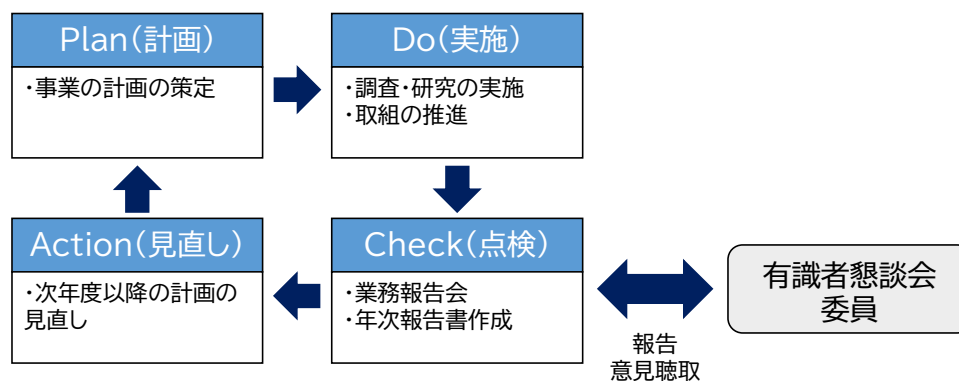 Plan(計画)
・事業の計画の策定
Do(実施)
・調査・研究の実施
・取組の推進
Action(見直し)
・次年度以降の計画の
見直し
Check(点検)
・業務報告会
・年次報告書作成
有識者懇談会
委員
報告
意見聴取